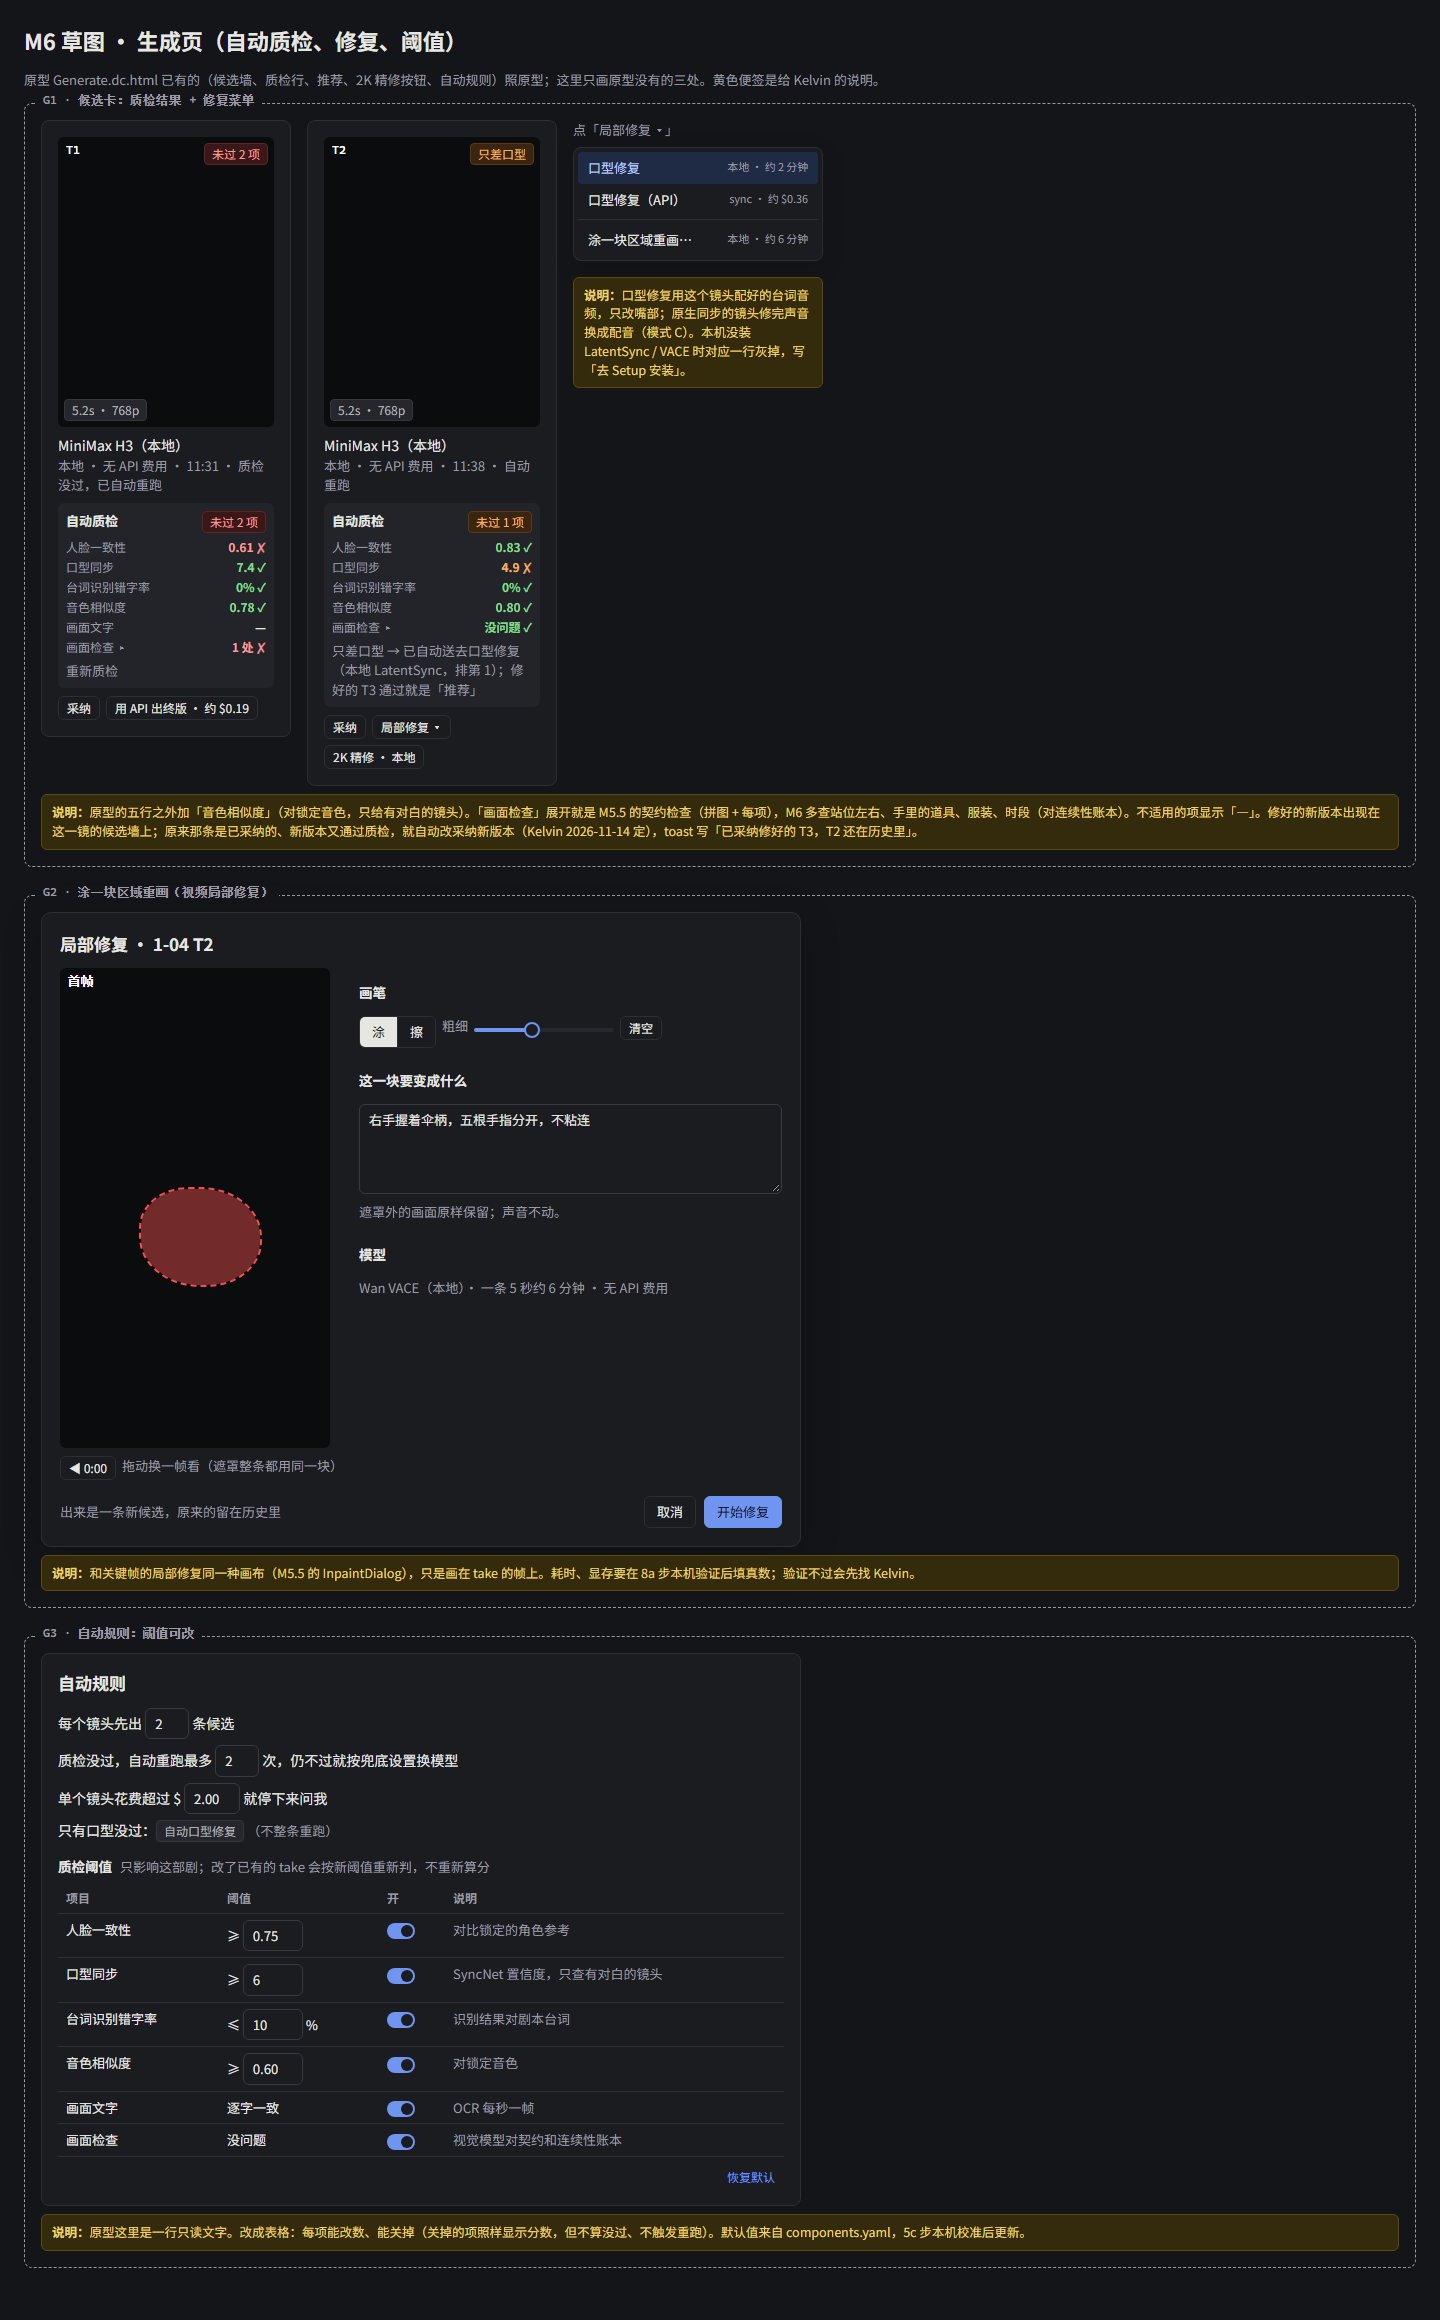 M6 草图 · 生成页（自动质检、修复、阈值）
原型 Generate.dc.html 已有的（候选墙、质检行、推荐、2K 精修按钮、自动规则）照原型；这里只画原型没有的三处。黄色便签是给 Kelvin 的说明。
G1 · 候选卡：质检结果 + 修复菜单
T1
未过 2 项
5.2s · 768p
MiniMax H3（本地）
本地 · 无 API 费用 · 11:31 · 质检
没过，已自动重跑
自动质检
未过 2 项
人脸一致性 0.61 ✗
口型同步 7.4 ✓
台词识别错字率 0% ✓
音色相似度 0.78 ✓
画面文字 —
画面检查 ▸ 1 处 ✗
重新质检
采纳
用 API 出终版 · 约 $0.19
T2
只差口型
5.2s · 768p
MiniMax H3（本地）
本地 · 无 API 费用 · 11:38 · 自动
重跑
自动质检
未过 1 项
人脸一致性 0.83 ✓
口型同步 4.9 ✗
台词识别错字率 0% ✓
音色相似度 0.80 ✓
画面检查 ▸ 没问题 ✓
只差口型 → 已自动送去口型修复
（本地 LatentSync，排第 1）；修
好的 T3 通过就是「推荐」
采纳
局部修复 ▾
2K 精修 · 本地
点「局部修复 ▾」
口型修复 本地 · 约 2 分钟
口型修复（API） sync · 约 $0.36
涂一块区域重画… 本地 · 约 6 分钟
说明：口型修复用这个镜头配好的台词音
频，只改嘴部；原生同步的镜头修完声音
换成配音（模式 C）。本机没装
LatentSync / VACE 时对应一行灰掉，写
「去 Setup 安装」。
说明：原型的五行之外加「音色相似度」（对锁定音色，只给有对白的镜头）。「画面检查」展开就是 M5.5 的契约检查（拼图 + 每项），M6 多查站位左右、手里的道具、服装、时段（对连续性账本）。不适用的项显示「—」。修好的新版本出现在
这一镜的候选墙上；原来那条是已采纳的、新版本又通过质检，就自动改采纳新版本（Kelvin 2026-11-14 定），toast 写「已采纳修好的 T3，T2 还在历史里」。
G2 · 涂一块区域重画（视频局部修复）
局部修复 · 1-04 T2
首帧
画笔
涂 擦 粗细 清空
这一块要变成什么
右手握着伞柄，五根手指分开，不粘连
遮罩外的画面原样保留；声音不动。
模型
Wan VACE（本地）· 一条 5 秒约 6 分钟 · 无 API 费用
◀ 0:00 拖动换一帧看（遮罩整条都用同一块）
出来是一条新候选，原来的留在历史里
取消
开始修复
说明：和关键帧的局部修复同一种画布（M5.5 的 InpaintDialog），只是画在 take 的帧上。耗时、显存要在 8a 步本机验证后填真数；验证不过会先找 Kelvin。
G3 · 自动规则：阈值可改
自动规则
每个镜头先出 2 条候选
质检没过，自动重跑最多 2 次，仍不过就按兜底设置换模型
单个镜头花费超过 $ 2.00 就停下来问我
只有口型没过： 自动口型修复 （不整条重跑）
质检阈值 只影响这部剧；改了已有的 take 会按新阈值重新判，不重新算分
项目 阈值 开 说明
人脸一致性 ≥ 0.75 对比锁定的角色参考
口型同步 ≥ 6 SyncNet 置信度，只查有对白的镜头
台词识别错字率 ≤ 10 % 识别结果对剧本台词
音色相似度 ≥ 0.60 对锁定音色
画面文字 逐字一致 OCR 每秒一帧
画面检查 没问题 视觉模型对契约和连续性账本
恢复默认
说明：原型这里是一行只读文字。改成表格：每项能改数、能关掉（关掉的项照样显示分数，但不算没过、不触发重跑）。默认值来自 components.yaml，5c 步本机校准后更新。